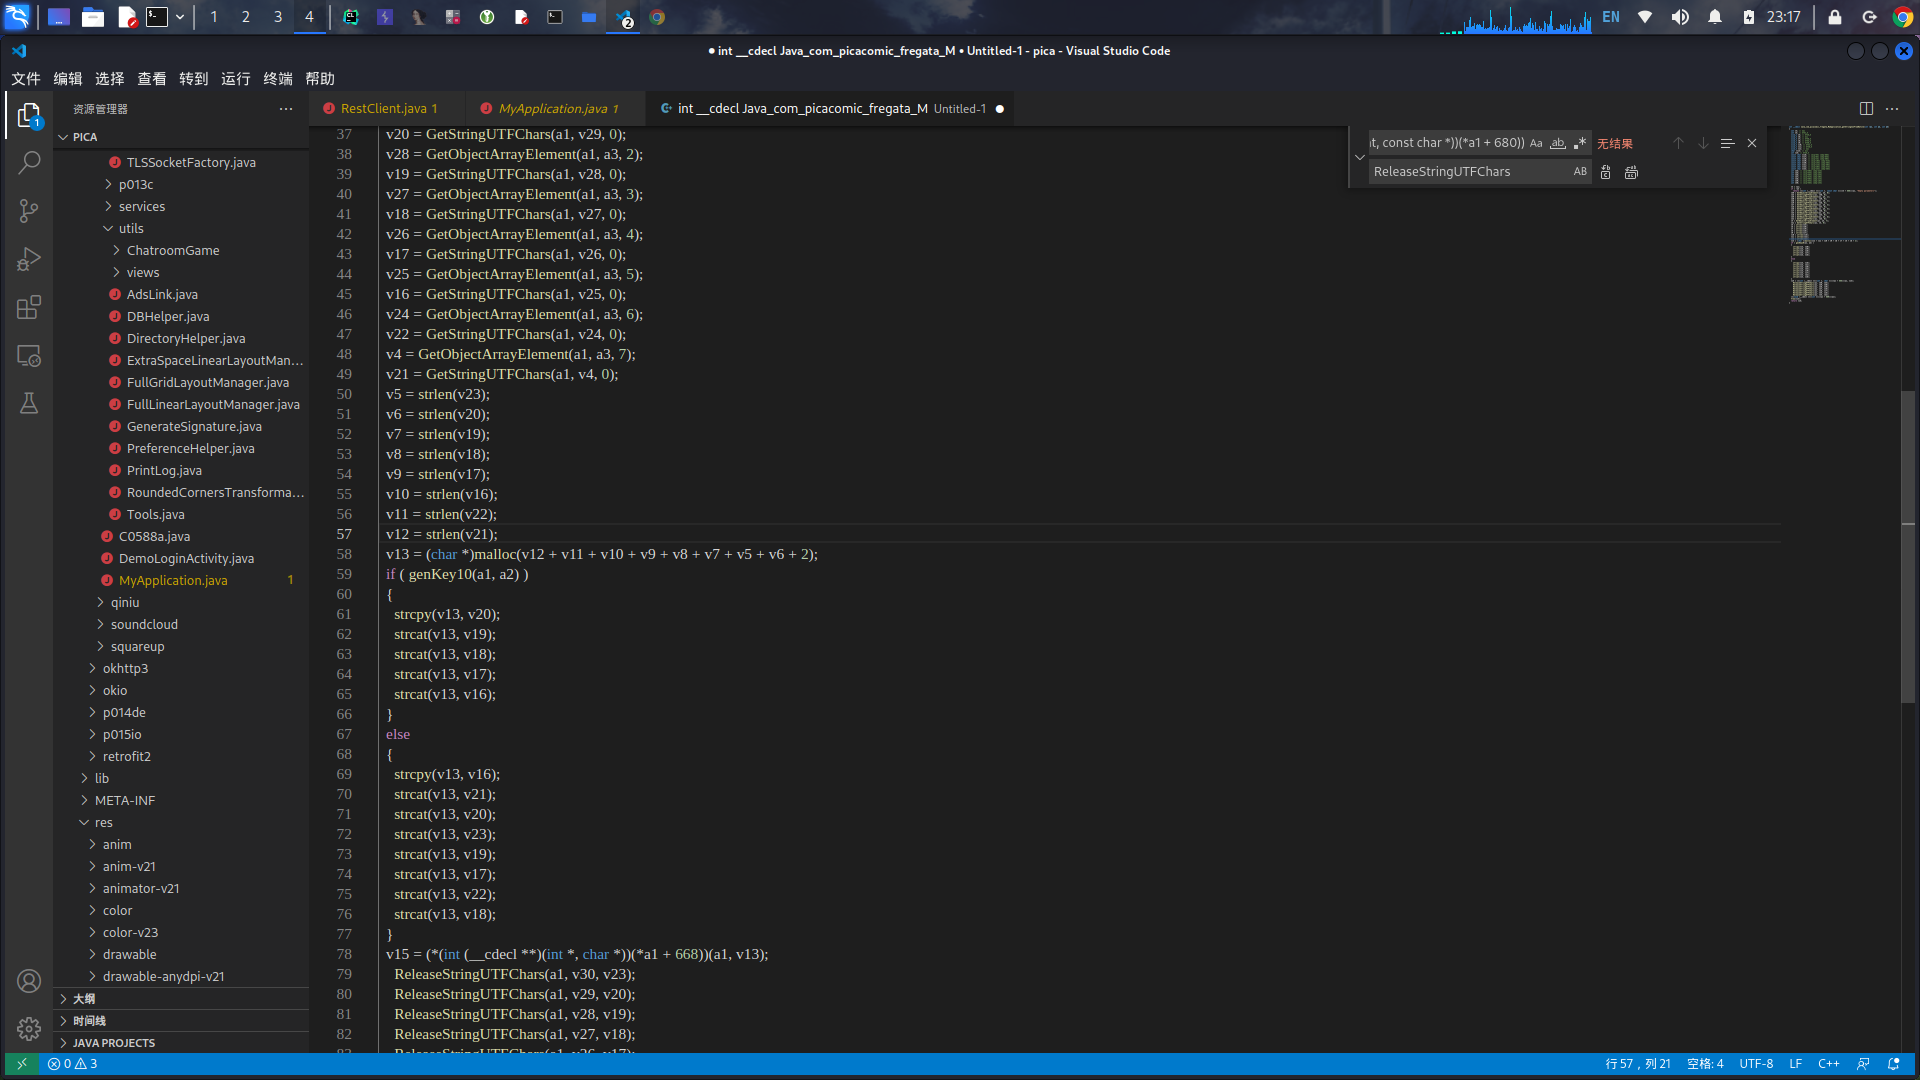 1 2 3 4
2
EN
23:17
● int __cdecl Java_com_picacomic_fregata_M • Untitled-1 - pica - Visual Studio Code
文件 编辑 选择 查看 转到 运行 终端 帮助
资源管理器 ···
RestClient.java 1
MyApplication.java 1
int __cdecl Java_com_picacomic_fregata_M Untitled-1 ●
1
PICA
TLSSocketFactory.java
p013c
services
utils
ChatroomGame
views
AdsLink.java
DBHelper.java
DirectoryHelper.java
ExtraSpaceLinearLayoutMan...
FullGridLayoutManager.java
FullLinearLayoutManager.java
GenerateSignature.java
PreferenceHelper.java
PrintLog.java
RoundedCornersTransforma...
Tools.java
C0588a.java
DemoLoginActivity.java
MyApplication.java 1
qiniu
soundcloud
squareup
okhttp3
okio
p014de
p015io
retrofit2
lib
META-INF
res
anim
anim-v21
animator-v21
color
color-v23
drawable
drawable-anydpi-v21
大纲
时间线
JAVA PROJECTS
t, const char *))(*a1 + 680)) Aa ab .* 无结果
ReleaseStringUTFChars AB
37 v20 = GetStringUTFChars(a1, v29, 0);
38 v28 = GetObjectArrayElement(a1, a3, 2);
39 v19 = GetStringUTFChars(a1, v28, 0);
40 v27 = GetObjectArrayElement(a1, a3, 3);
41 v18 = GetStringUTFChars(a1, v27, 0);
42 v26 = GetObjectArrayElement(a1, a3, 4);
43 v17 = GetStringUTFChars(a1, v26, 0);
44 v25 = GetObjectArrayElement(a1, a3, 5);
45 v16 = GetStringUTFChars(a1, v25, 0);
46 v24 = GetObjectArrayElement(a1, a3, 6);
47 v22 = GetStringUTFChars(a1, v24, 0);
48 v4 = GetObjectArrayElement(a1, a3, 7);
49 v21 = GetStringUTFChars(a1, v4, 0);
50 v5 = strlen(v23);
51 v6 = strlen(v20);
52 v7 = strlen(v19);
53 v8 = strlen(v18);
54 v9 = strlen(v17);
55 v10 = strlen(v16);
56 v11 = strlen(v22);
57 v12 = strlen(v21);
58 v13 = (char *)malloc(v12 + v11 + v10 + v9 + v8 + v7 + v5 + v6 + 2);
59 if ( genKey10(a1, a2) )
60 {
61 strcpy(v13, v20);
62 strcat(v13, v19);
63 strcat(v13, v18);
64 strcat(v13, v17);
65 strcat(v13, v16);
66 }
67 else
68 {
69 strcpy(v13, v16);
70 strcat(v13, v21);
71 strcat(v13, v20);
72 strcat(v13, v23);
73 strcat(v13, v19);
74 strcat(v13, v17);
75 strcat(v13, v22);
76 strcat(v13, v18);
77 }
78 v15 = (*(int (__cdecl **)(int *, char *))(*a1 + 668))(a1, v13);
79 ReleaseStringUTFChars(a1, v30, v23);
80 ReleaseStringUTFChars(a1, v29, v20);
81 ReleaseStringUTFChars(a1, v28, v19);
82 ReleaseStringUTFChars(a1, v27, v18);
83 ReleaseStringUTFChars(a1, v26, v17);
0 3
行 57，列 21 空格: 4 UTF-8 LF C++